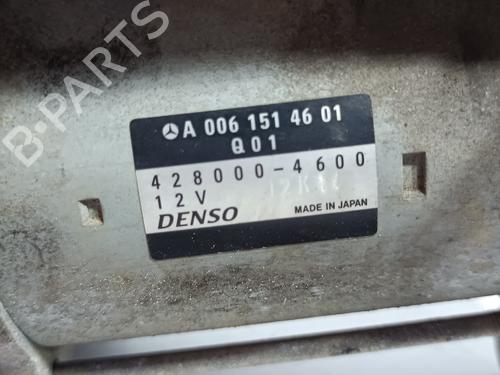 A 006 151 46 01
Q01
428000-4600
12V
DENSO
MADE IN JAPAN
B-PARTS